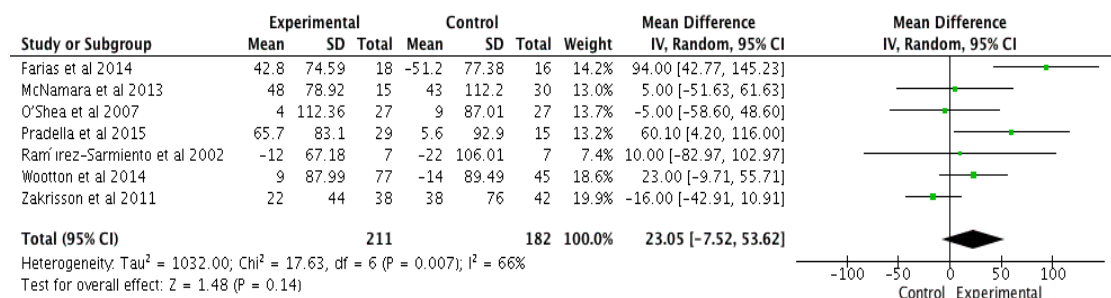 Experimental Control Mean Difference Mean Difference
Study or Subgroup Mean SD Total Mean SD Total Weight IV, Random, 95% CI IV, Random, 95% CI
Farias et al 2014 42.8 74.59 18 -51.2 77.38 16 14.2% 94.00 [42.77, 145.23]
McNamara et al 2013 48 78.92 15 43 112.2 30 13.0% 5.00 [-51.63, 61.63]
O'Shea et al 2007 4 112.36 27 9 87.01 27 13.7% -5.00 [-58.60, 48.60]
Pradella et al 2015 65.7 83.1 29 5.6 92.9 15 13.2% 60.10 [4.20, 116.00]
Ramírez-Sarmiento et al 2002 -12 67.18 7 -22 106.01 7 7.4% 10.00 [-82.97, 102.97]
Wootton et al 2014 9 87.99 77 -14 89.49 45 18.6% 23.00 [-9.71, 55.71]
Zakrisson et al 2011 22 44 38 38 76 42 19.9% -16.00 [-42.91, 10.91]
Total (95% CI) 211 182 100.0% 23.05 [-7.52, 53.62]
Heterogeneity: Tau² = 1032.00; Chi² = 17.63, df = 6 (P = 0.007); I² = 66%
Test for overall effect: Z = 1.48 (P = 0.14)
-100 -50 0 50 100
Control Experimental